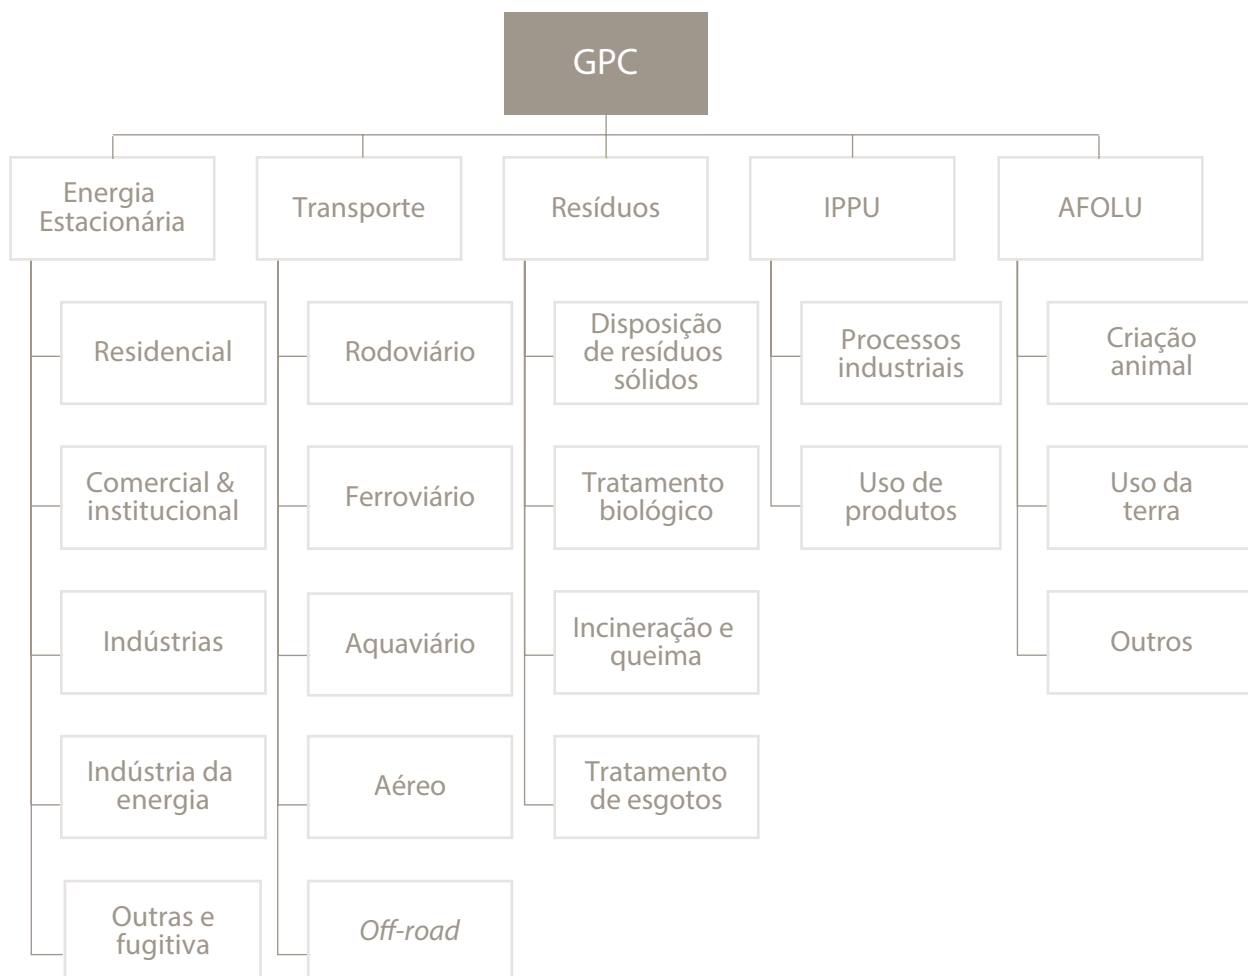 GPC
Energia
Estacionária
Transporte
Resíduos
IPPU
AFOLU
Residencial
Comercial &
institucional
Indústrias
Indústria da
energia
Outras e
fugitiva
Rodoviário
Ferroviário
Aquaviário
Aéreo
Off-road
Disposição
de resíduos
sólidos
Tratamento
biológico
Incineração e
queima
Tratamento
de esgotos
Processos
industriais
Uso de
produtos
Criação
animal
Uso da
terra
Outros